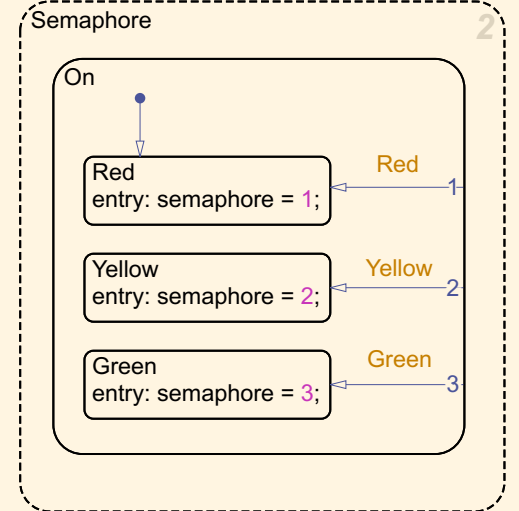 Semaphore
2
On
Red
entry: semaphore = 1;
Red
1
Yellow
entry: semaphore = 2;
Yellow
2
Green
entry: semaphore = 3;
Green
3